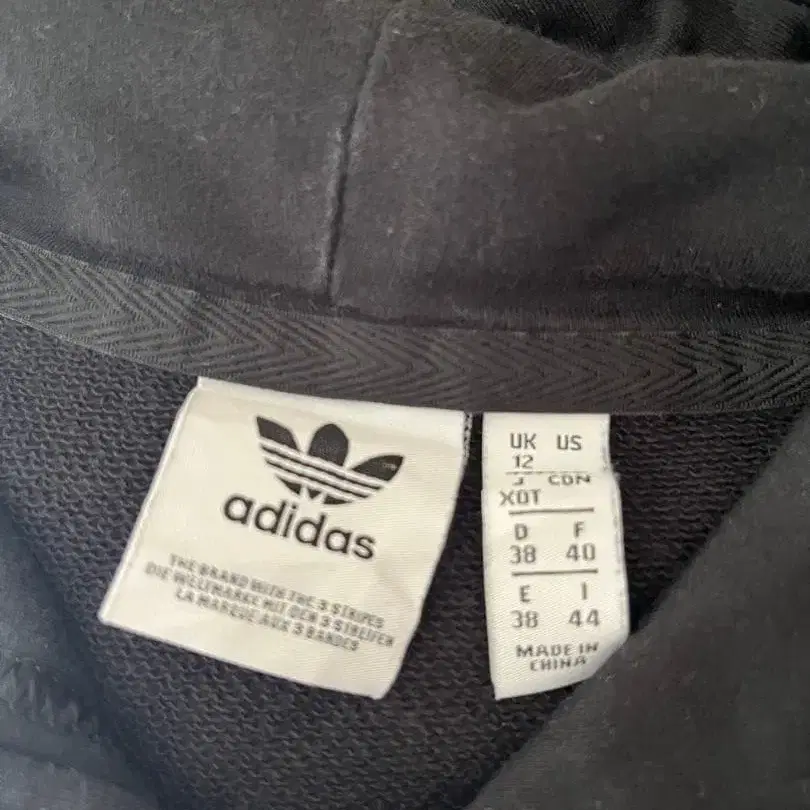 adidas
THE BRAND WITH THE 3 STRIPES
DIE WELTMARKE MIT DEN 3 STREIFEN
LA MARQUE AUX 3 BANDES
UK US
12
J CDN
XOT
D F
38 40
E I
38 44
MADE IN
CHINA